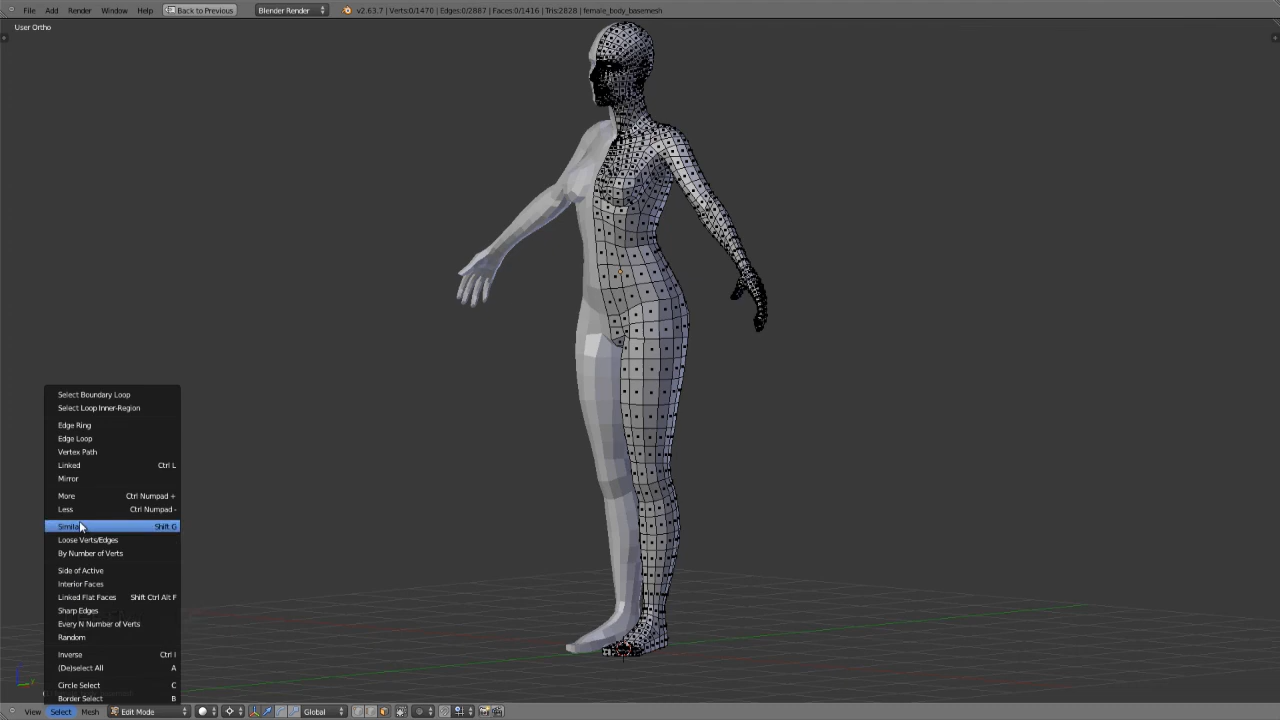 File Add Render Window Help Back to Previous Blender Render v2.63.7 | Verts:0/1470 | Edges:0/2887 | Faces:0/1416 | Tris:2828 | female_body_basemesh
User Ortho
Select Boundary Loop
Select Loop Inner-Region
Edge Ring
Edge Loop
Vertex Path
Linked Ctrl L
Mirror
More Ctrl Numpad +
Less Ctrl Numpad -
Similar Shift G
Loose Verts/Edges
By Number of Verts
Side of Active
Interior Faces
Linked Flat Faces Shift Ctrl Alt F
Sharp Edges
Every N Number of Verts
Random
Inverse Ctrl I
(De)select All A
Circle Select C
Border Select B
View Select Mesh Edit Mode Global